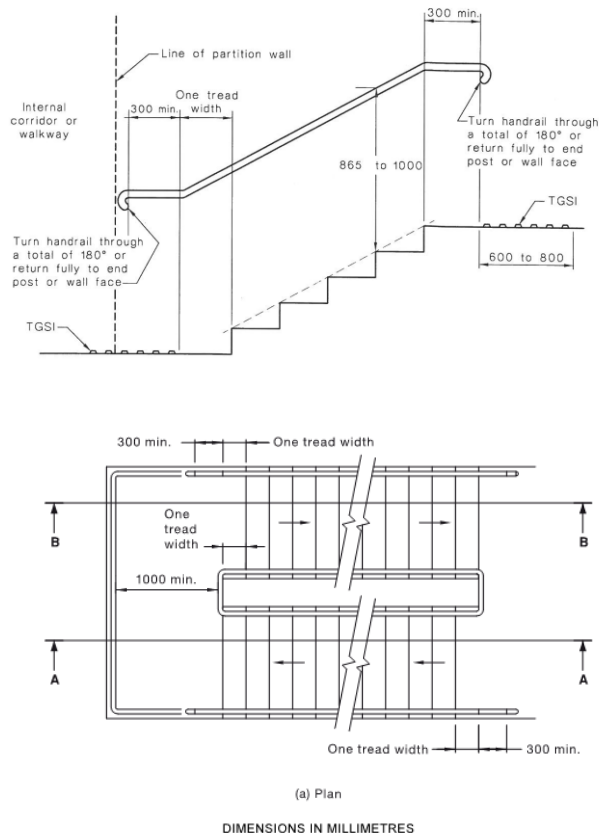 300 min.
Line of partition wall
One tread
width
300 min.
Internal
corridor or
walkway
Turn handrail through
a total of 180° or
return fully to end
post or wall face
865 to 1000
TGSI
600 to 800
Turn handrail through
a total of 180° or
return fully to end
post or wall face
TGSI
300 min.
One tread width
One
tread
width
B
B
1000 min.
A
A
One tread width
300 min.
(a) Plan
DIMENSIONS IN MILLIMETRES